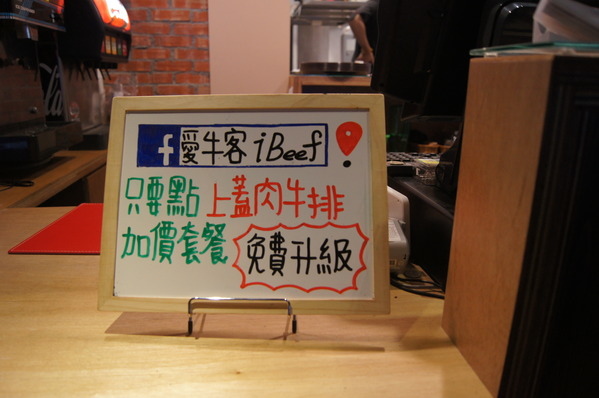 f 愛牛客 iBeef
只要點上蓋肉牛排
加價套餐 免費升級